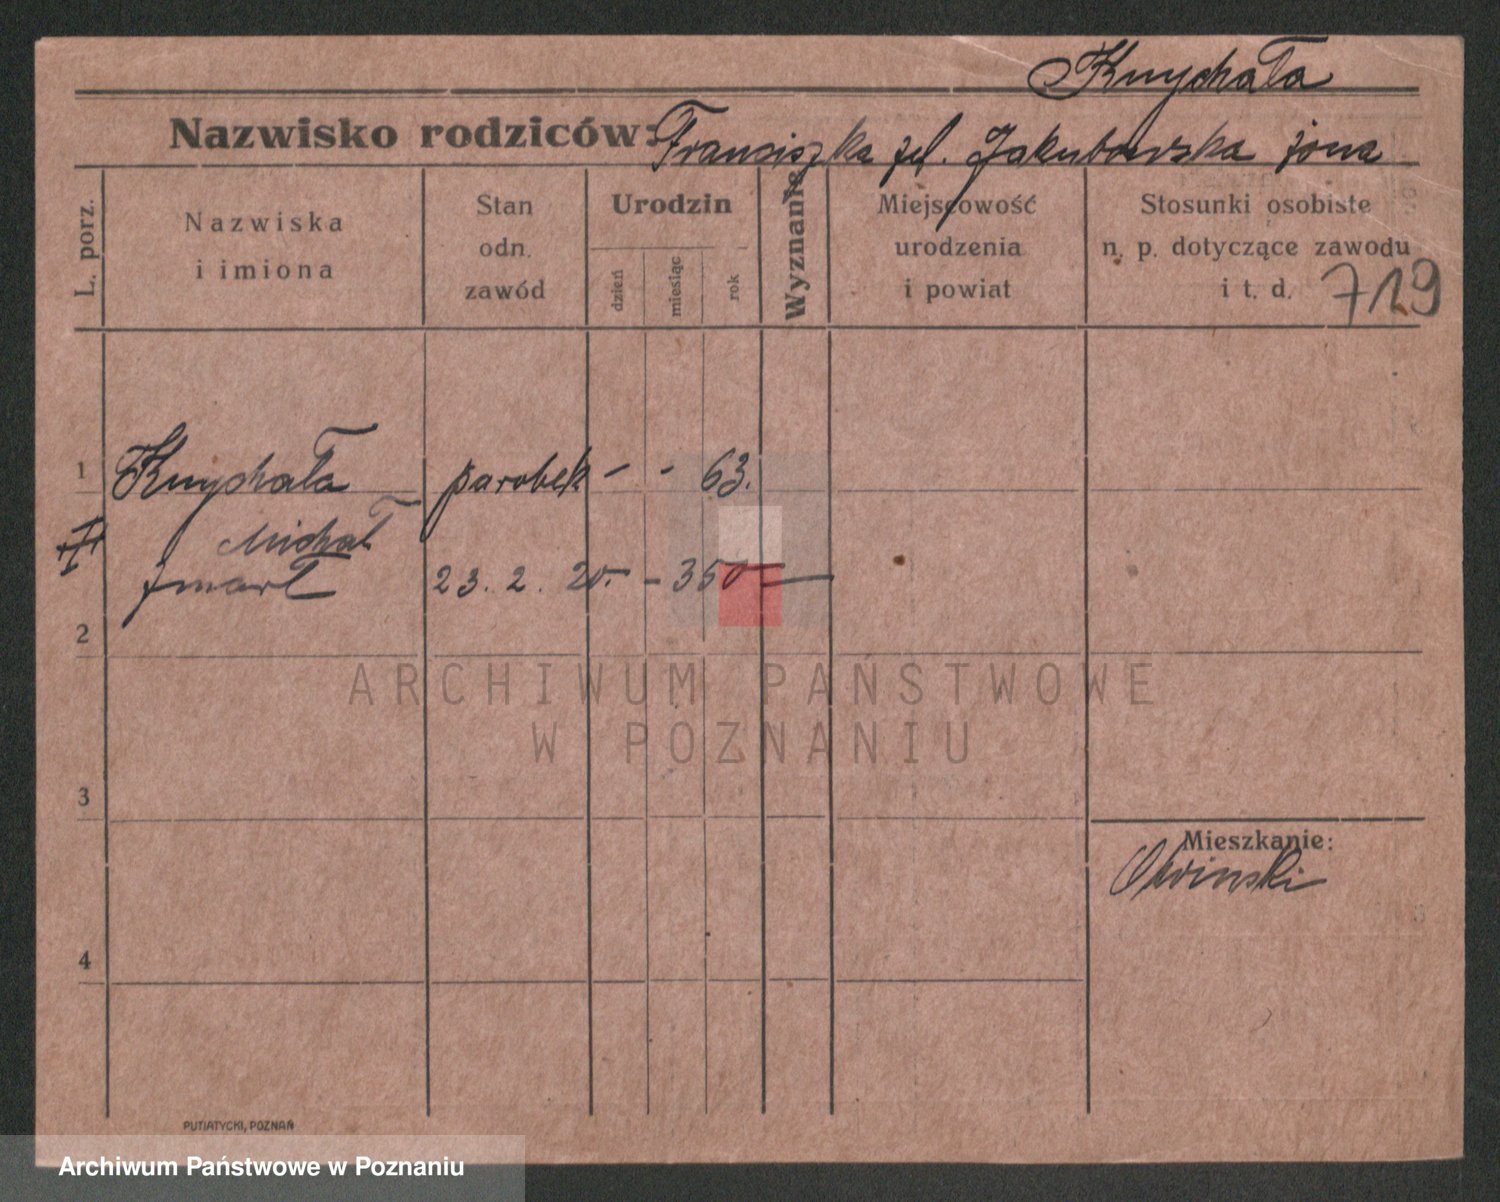 Knychała
Nazwisko rodziców: Franciszka zd. Jakubowska żona
L. porz.
Nazwiska
i imiona
Stan
odn.
zawód
Urodzin
dzień
miesiąc
rok
Wyznanie
Miejscowość
urodzenia
i powiat
Stosunki osobiste
n. p. dotyczące zawodu
i t. d.
719
1 Knychała parobek - - 63.
Michał
zmarł 23. 2. 20. - 350 -
2
ARCHIWUM PAŃSTWOWE
W POZNANIU
3
Mieszkanie:
4
PUTIATYCKI, POZNAŃ
Archiwum Państwowe w Poznaniu